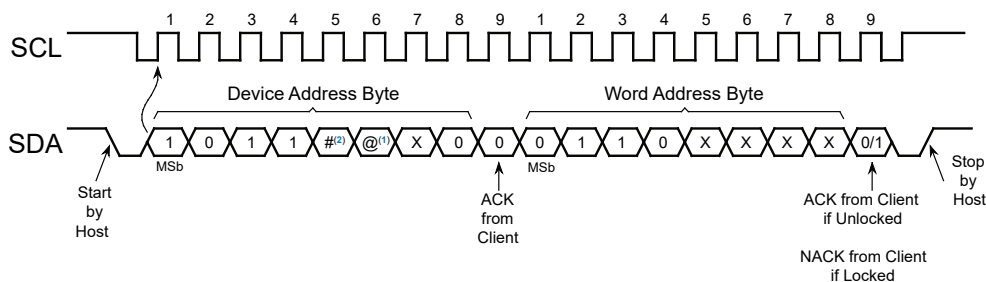 1 2 3 4 5 6 7 8 9 1 2 3 4 5 6 7 8 9
SCL
Device Address Byte Word Address Byte
SDA 1 0 1 1 #(2) @(1) X 0 0 0 1 1 0 X X X X 0/1
MSb MSb
Start
by
Host
ACK
from
Client
ACK from Client
if Unlocked
NACK from Client
if Locked
Stop
by
Host